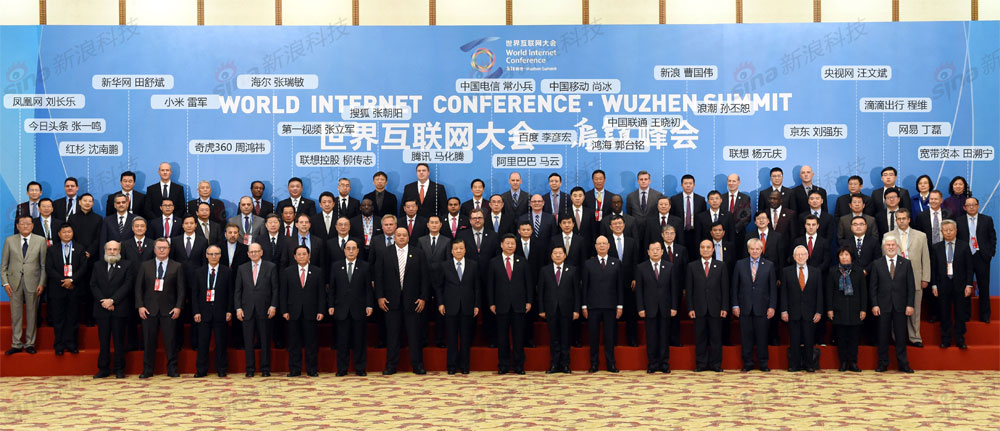 世界互联网大会
World Internet
Conference
新华网 田舒斌
海尔 张瑞敏
中国电信 常小兵
中国移动 尚冰
新浪 曹国伟
央视网 汪文斌
凤凰网 刘长乐
小米 雷军
搜狐 张朝阳
浪潮 孙丕恕
滴滴出行 程维
WORLD INTERNET CONFERENCE · WUZHEN SUMMIT
今日头条 张一鸣
第一视频 张立军
百度 李彦宏
中国联通 王晓初
京东 刘强东
网易 丁磊
世界互联网大会 乌镇峰会
红杉 沈南鹏
奇虎360 周鸿祎
联想控股 柳传志
腾讯 马化腾
阿里巴巴 马云
鸿海 郭台铭
联想 杨元庆
宽带资本 田溯宁
sina新浪科技